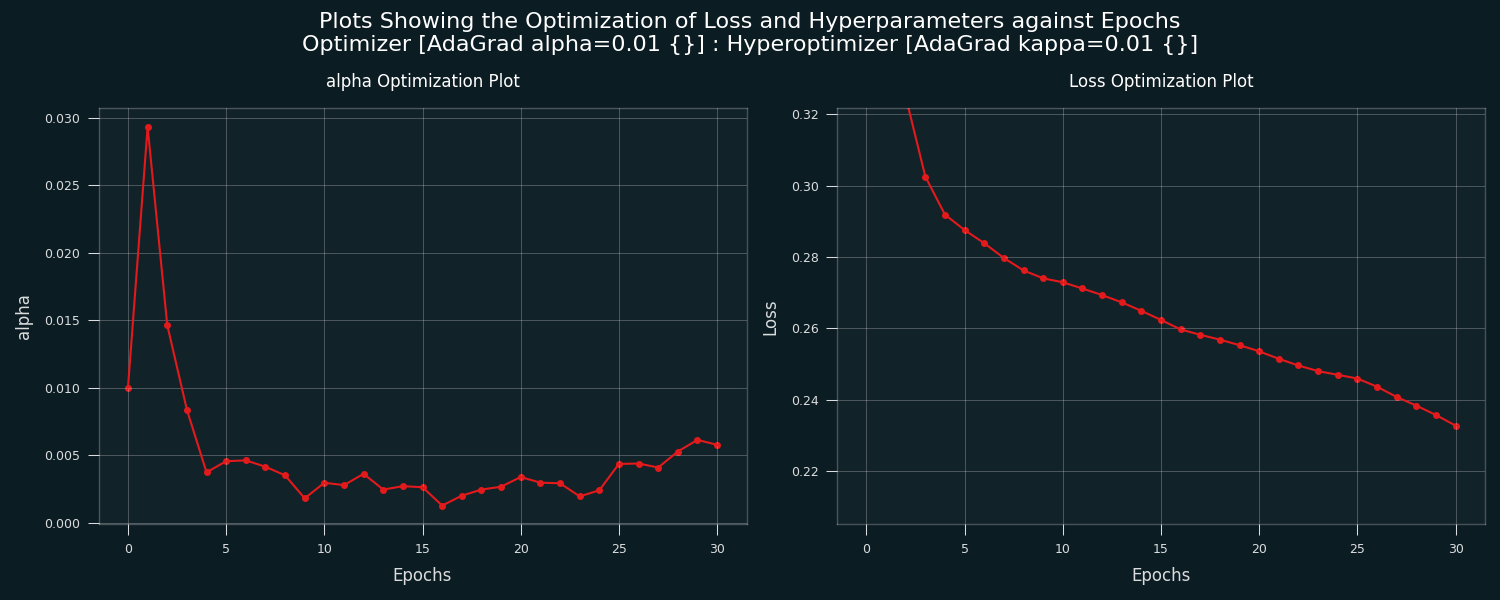 Plots Showing the Optimization of Loss and Hyperparameters against Epochs
Optimizer [AdaGrad alpha=0.01 {}] : Hyperoptimizer [AdaGrad kappa=0.01 {}]
alpha Optimization Plot
0.030
0.025
0.020
0.015
0.010
0.005
0.000
alpha
0 5 10 15 20 25 30
Epochs
Loss Optimization Plot
0.32
0.30
0.28
0.26
0.24
0.22
Loss
0 5 10 15 20 25 30
Epochs